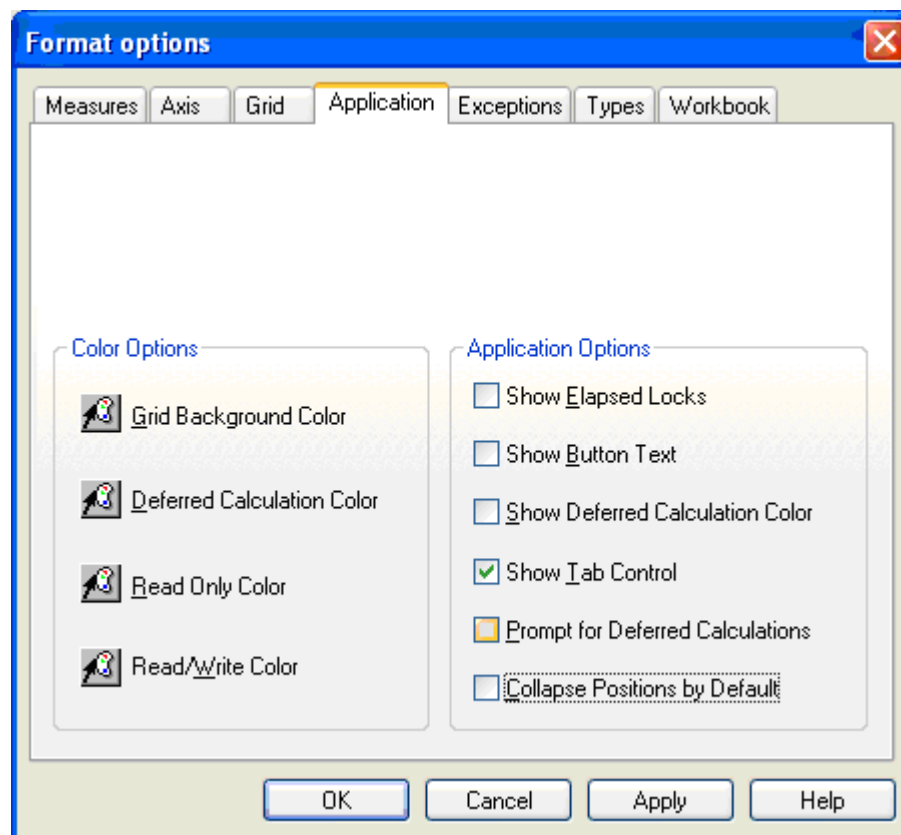 Format options
Measures Axis Grid Application Exceptions Types Workbook
Color Options
Grid Background Color
Deferred Calculation Color
Read Only Color
Read/Write Color
Application Options
Show Elapsed Locks
Show Button Text
Show Deferred Calculation Color
Show Tab Control
Prompt for Deferred Calculations
Collapse Positions by Default
OK Cancel Apply Help